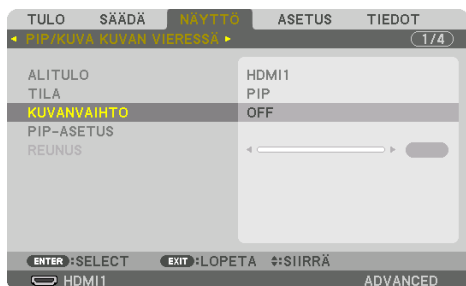 TULO SÄÄDÄ NÄYTTÖ ASETUS TIEDOT
PIP/KUVA KUVAN VIERESSÄ 1/4
ALITULO HDMI1
TILA PIP
KUVANVAIHTO OFF
PIP-ASETUS
REUNUS
ENTER:SELECT EXIT:LOPETA :SIIRRÄ
HDMI1 ADVANCED